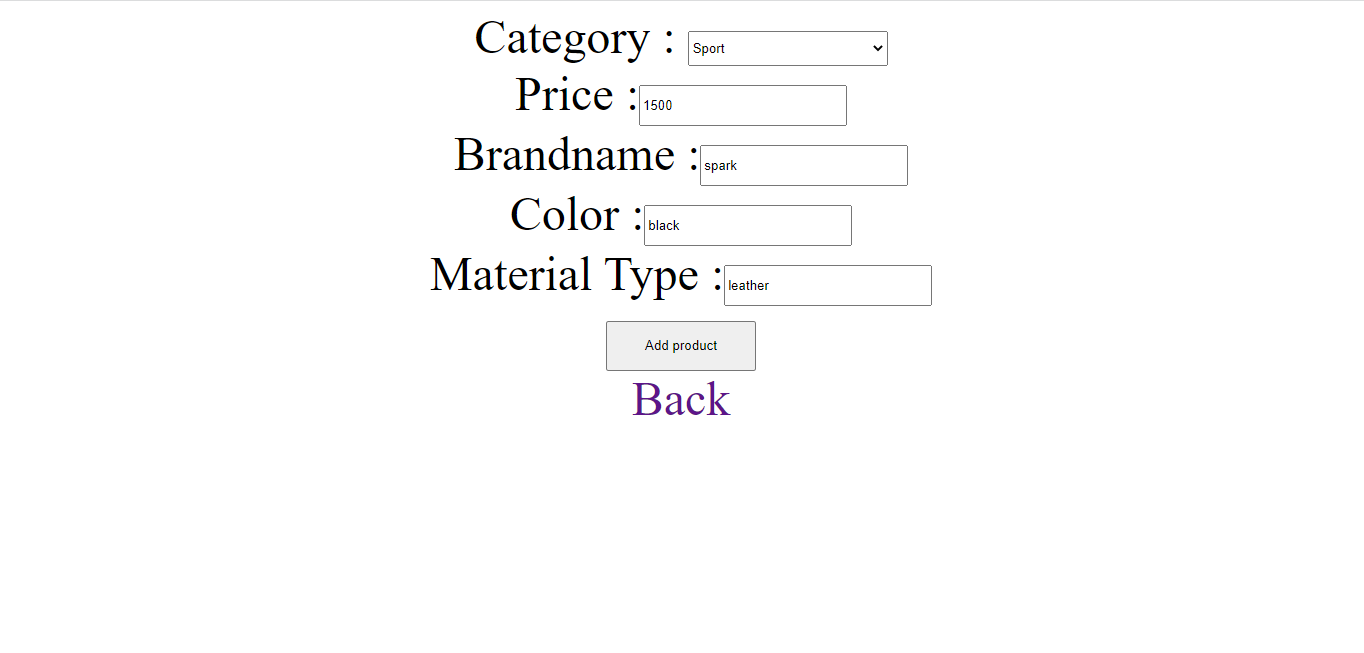 Category : Sport
Price :1500
Brandname :spark
Color :black
Material Type :leather
Add product
Back